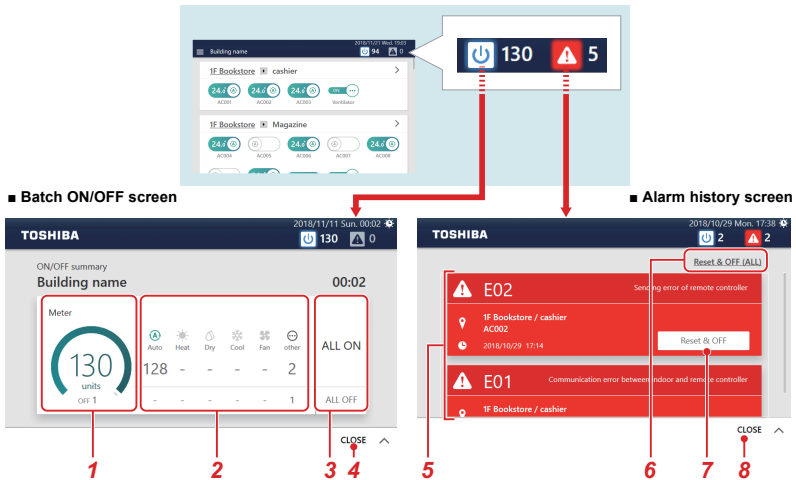 2018/11/21 Wed, 19:03
Building name
94 0
1F Bookstore cashier >
24.0 A 24.0 A 24.0 A ON
AC001 AC002 AC003 Ventilator
1F Bookstore Magazine >
24.0 A A 24.0 A A 24.0 A
AC004 AC005 AC006 AC007 AC008
130 5
■ Batch ON/OFF screen
■ Alarm history screen
2018/11/11 Sun. 00:02
TOSHIBA
130 0
ON/OFF summary
Building name 00:02
Meter
130
units
OFF 1
A
Auto Heat Dry Cool Fan other
128 - - - - 2
- - - - - 1
ALL ON
ALL OFF
CLOSE
1 2 3 4
2018/10/29 Mon. 17:38
TOSHIBA
2 2
Reset & OFF (ALL)
E02 Sending error of remote controller
1F Bookstore / cashier
AC002
2018/10/29 17:14
Reset & OFF
E01 Communication error between indoor and remote controller
1F Bookstore / cashier
CLOSE
5 6 7 8